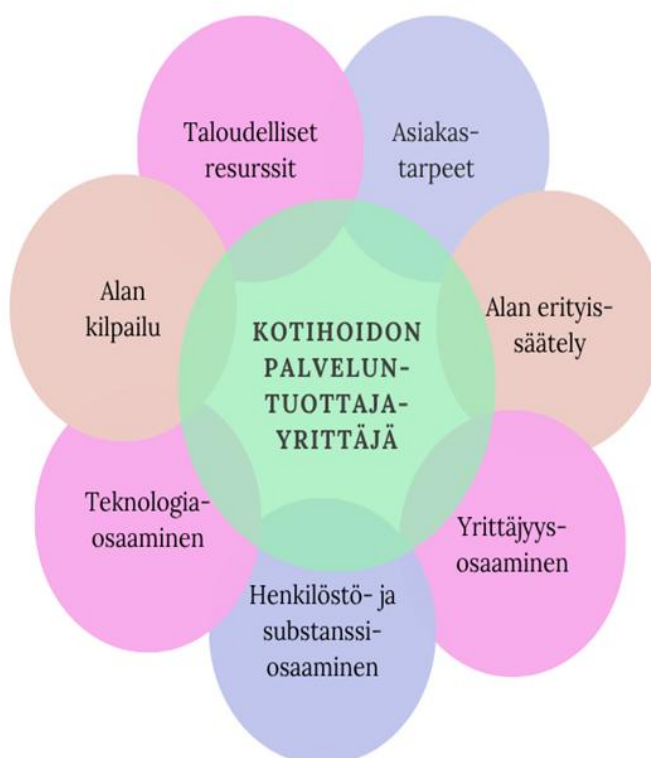 Taloudelliset
resurssit
Asiakas-
tarpeet
Alan
kilpailu
Alan erityis-
säätely
KOTIHOIDON
PALVELUN-
TUOTTAJA-
YRITTÄJÄ
Teknologia-
osaaminen
Yrittäjyys-
osaaminen
Henkilöstö- ja
substanssi-
osaaminen